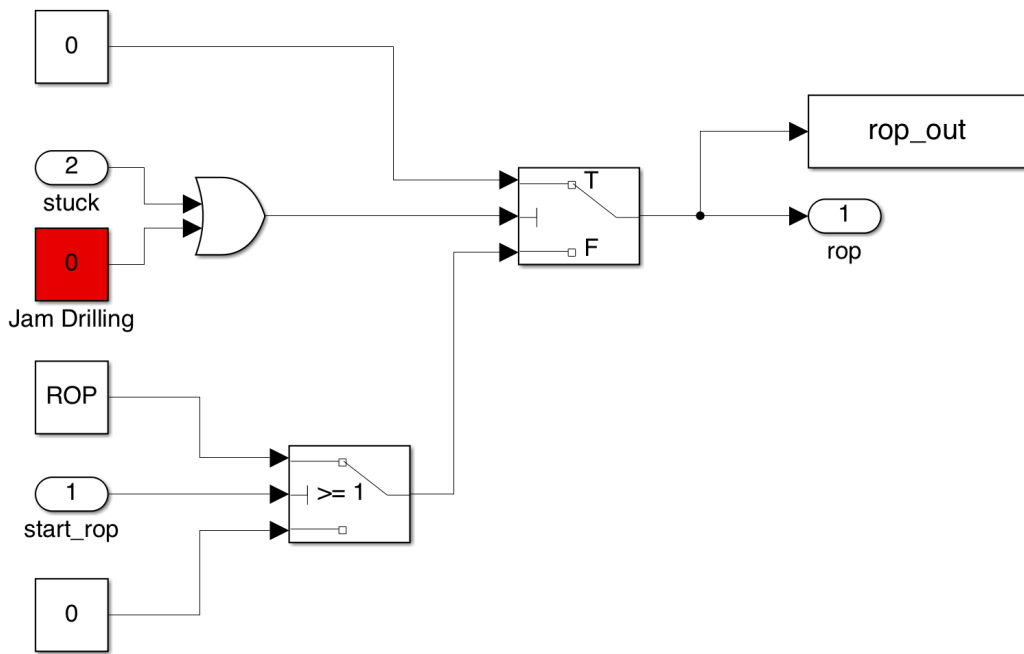 0
2
stuck
0
Jam Drilling
ROP
1
start_rop
0
>= 1
T
F
rop_out
1
rop